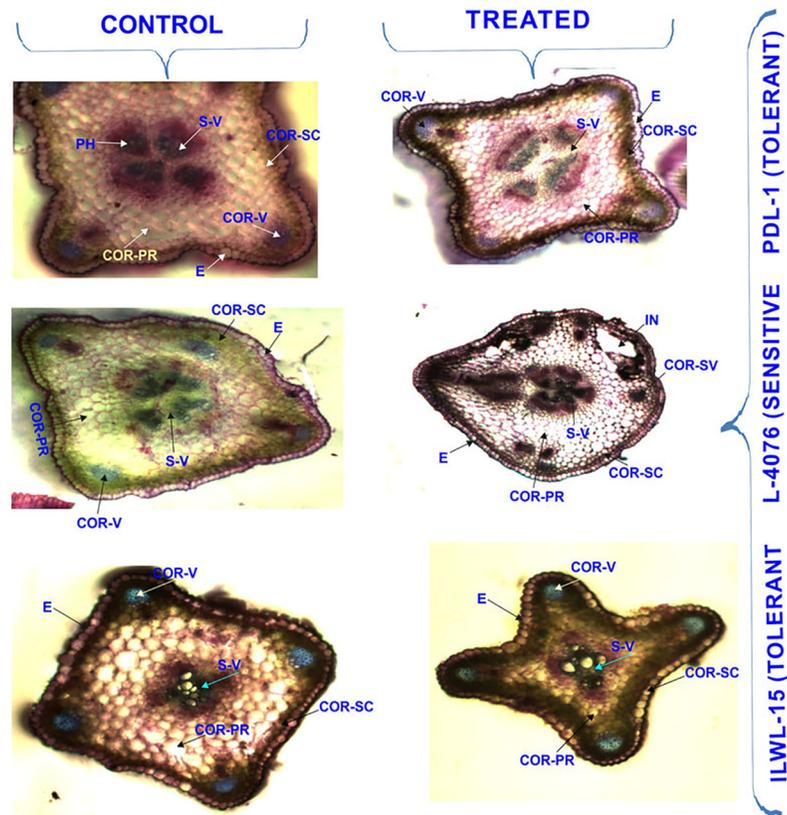 CONTROL
TREATED
PH
S-V
COR-SC
COR-V
COR-PR
E
COR-V
E
S-V
COR-SC
COR-PR
PDL-1 (TOLERANT)
COR-SC
E
COR-PR
S-V
COR-V
IN
COR-SV
S-V
E
COR-SC
COR-PR
L-4076 (SENSITIVE
COR-V
E
S-V
COR-SC
COR-PR
COR-V
E
S-V
COR-SC
COR-PR
ILWL-15 (TOLERANT